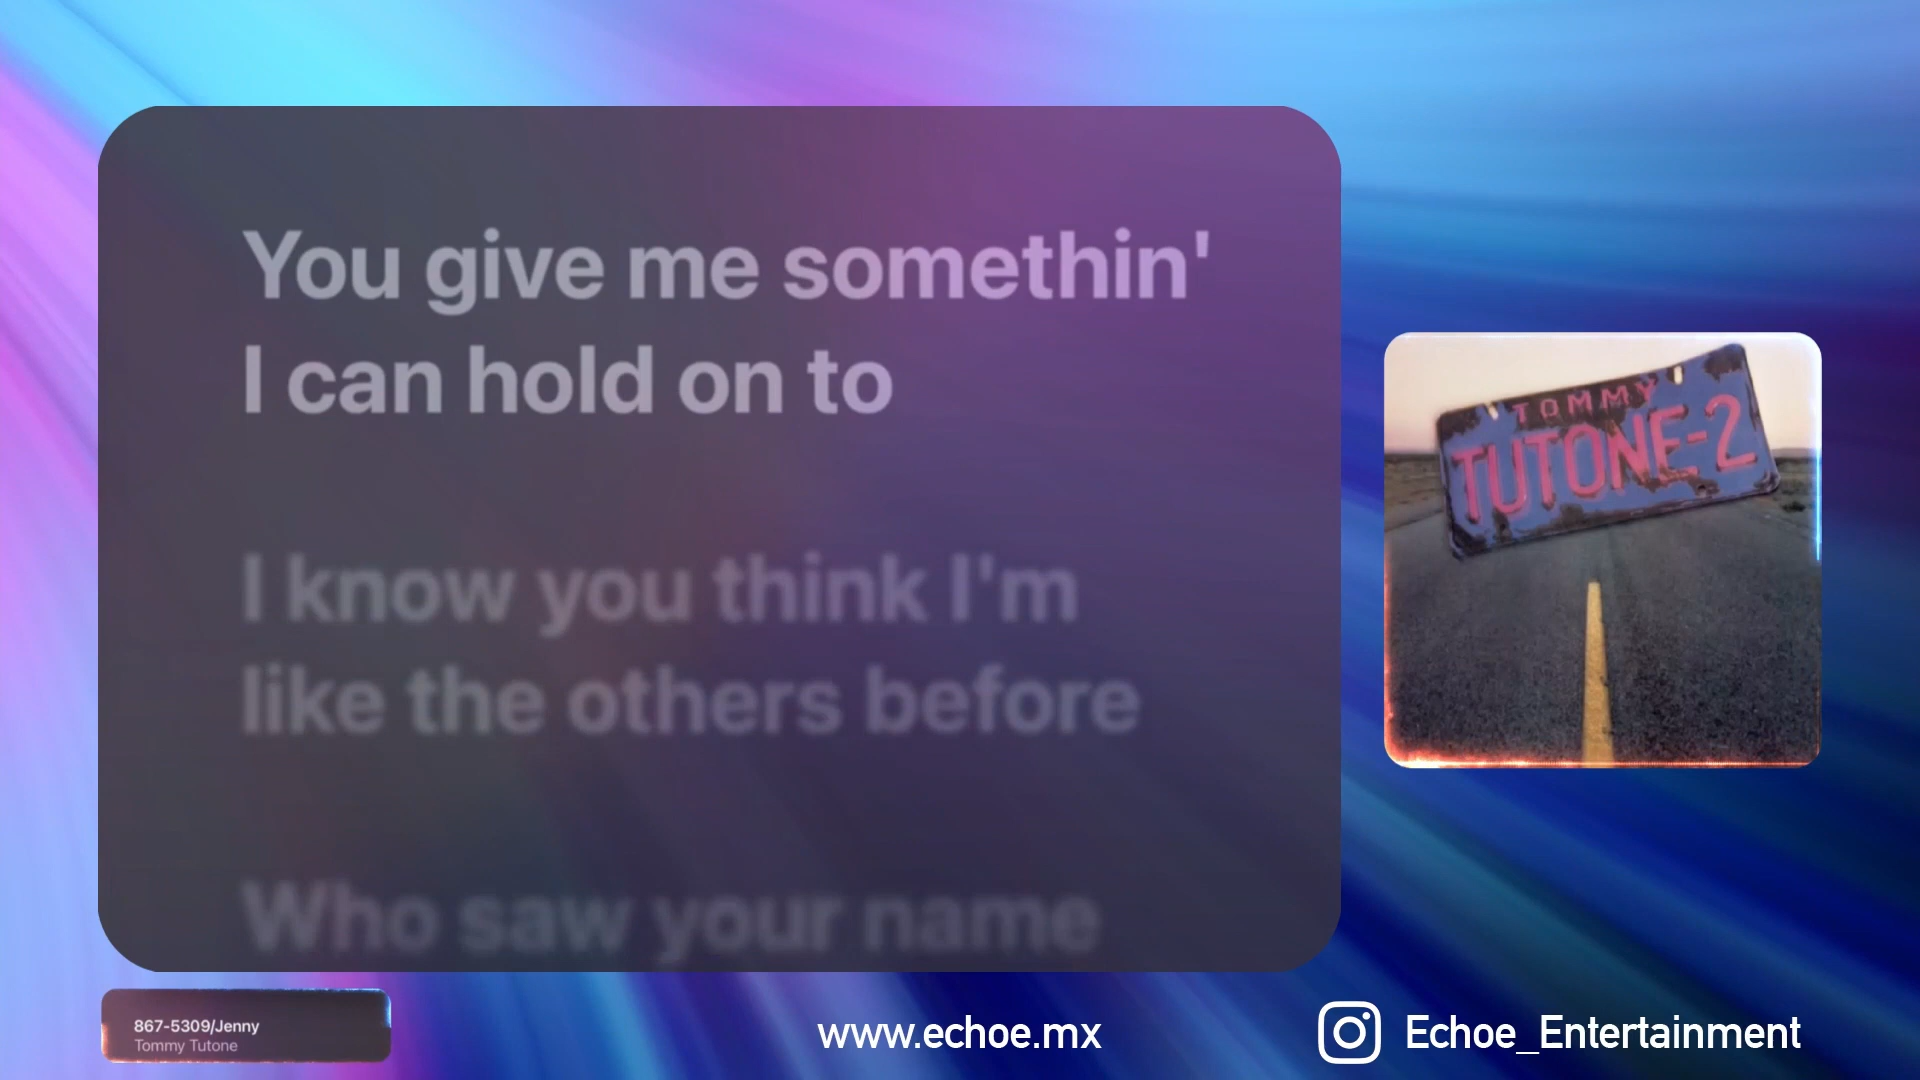 You give me somethin'
I can hold on to
I know you think I'm
like the others before
Who saw your name
TOMMY
TUTONE-2
867-5309/Jenny
Tommy Tutone
www.echoe.mx
Echoe_Entertainment